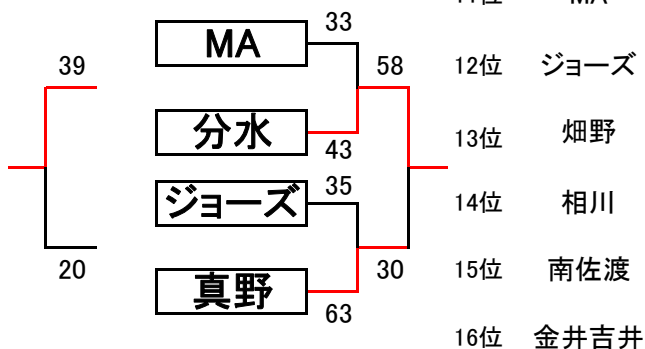 33
MA
39
58
12位 ジョーズ
分水
43
13位 畑野
35
ジョーズ
14位 相川
20
30
15位 南佐渡
真野
63
16位 金井吉井